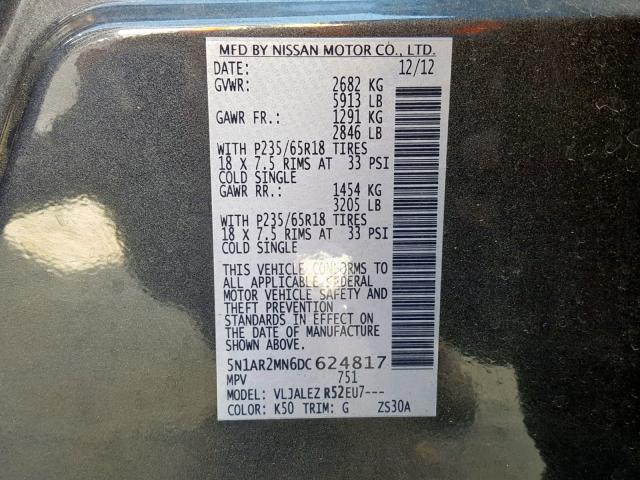 MFD BY NISSAN MOTOR CO., LTD.
DATE: 12/12
GVWR: 2682 KG
5913 LB
GAWR FR.: 1291 KG
2846 LB
WITH P235/65R18 TIRES
18 X 7.5 RIMS AT 33 PSI
COLD SINGLE
GAWR RR.: 1454 KG
3205 LB
WITH P235/65R18 TIRES
18 X 7.5 RIMS AT 33 PSI
COLD SINGLE
THIS VEHICLE CONFORMS TO
ALL APPLICABLE FEDERAL
MOTOR VEHICLE SAFETY AND
THEFT PREVENTION
STANDARDS IN EFFECT ON
THE DATE OF MANUFACTURE
SHOWN ABOVE.
5N1AR2MN6DC624817
MPV 751
MODEL: VLJALEZ R52EU7---
COLOR: K50 TRIM: G ZS30A